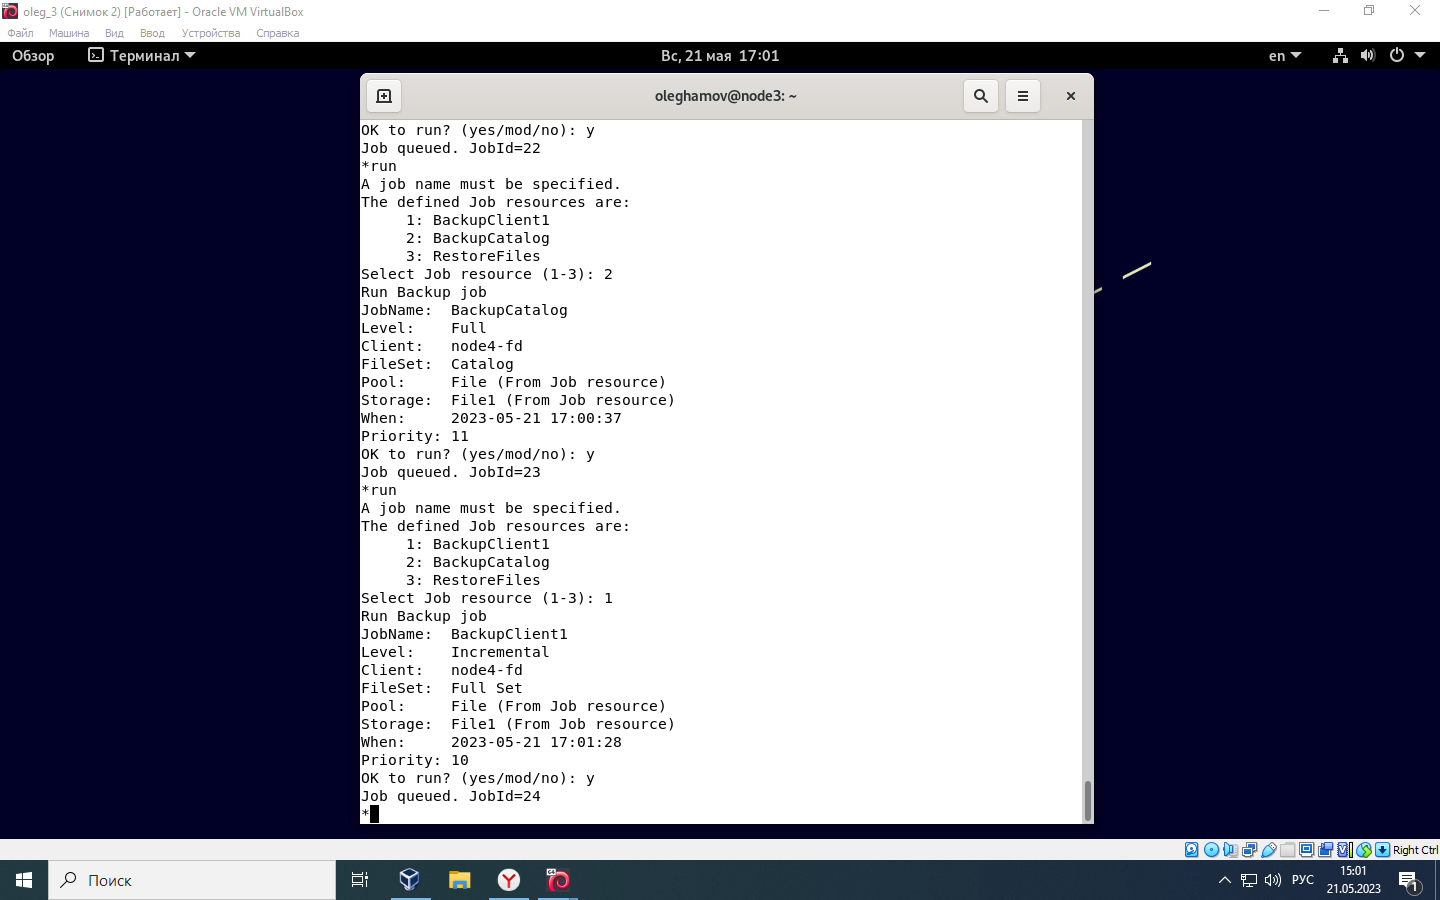 oleg_3 (Снимок 2) [Работает] - Oracle VM VirtualBox
Файл Машина Вид Ввод Устройства Справка
Обзор Терминал Вс, 21 мая 17:01 en
oleghamov@node3: ~
OK to run? (yes/mod/no): y
Job queued. JobId=22
*run
A job name must be specified.
The defined Job resources are:
1: BackupClient1
2: BackupCatalog
3: RestoreFiles
Select Job resource (1-3): 2
Run Backup job
JobName: BackupCatalog
Level: Full
Client: node4-fd
FileSet: Catalog
Pool: File (From Job resource)
Storage: File1 (From Job resource)
When: 2023-05-21 17:00:37
Priority: 11
OK to run? (yes/mod/no): y
Job queued. JobId=23
*run
A job name must be specified.
The defined Job resources are:
1: BackupClient1
2: BackupCatalog
3: RestoreFiles
Select Job resource (1-3): 1
Run Backup job
JobName: BackupClient1
Level: Incremental
Client: node4-fd
FileSet: Full Set
Pool: File (From Job resource)
Storage: File1 (From Job resource)
When: 2023-05-21 17:01:28
Priority: 10
OK to run? (yes/mod/no): y
Job queued. JobId=24
*
Right Ctrl
Поиск
РУС
15:01
21.05.2023
1